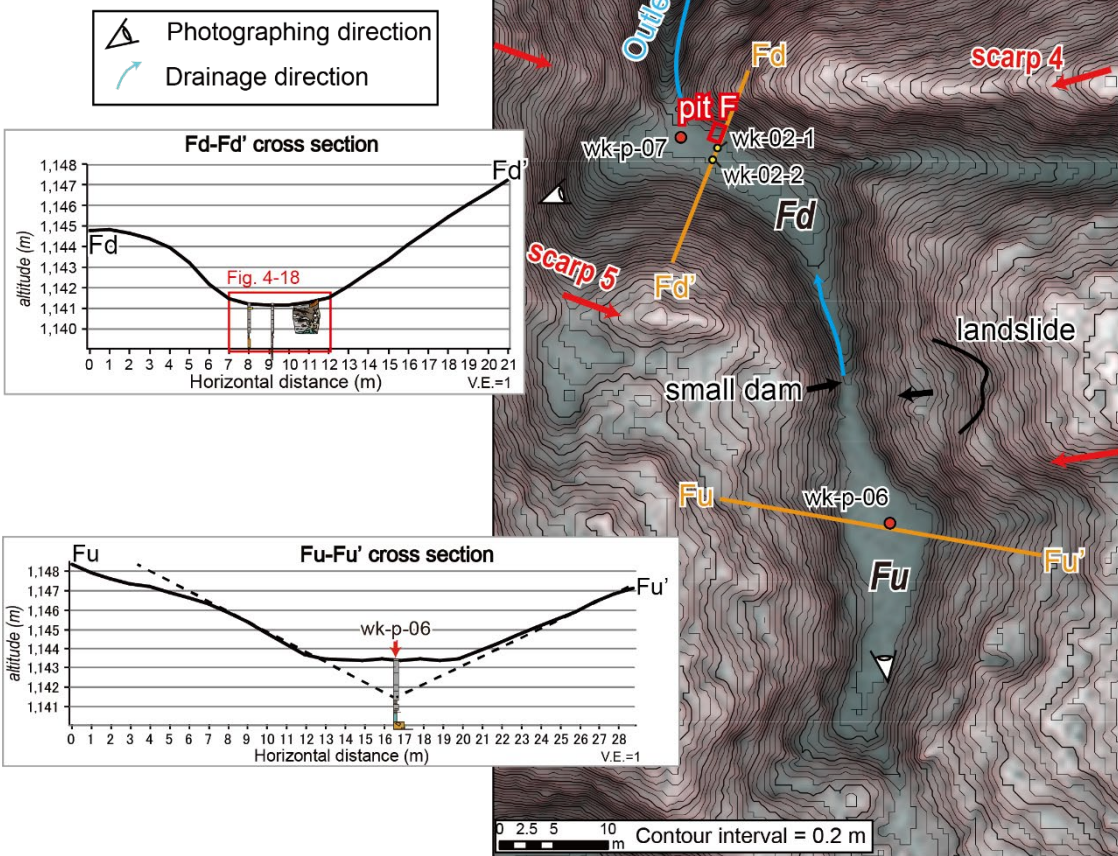 Photographing direction
Drainage direction
Fd-Fd' cross section
1,148
1,147
1,146
1,145
1,144
1,143
1,142
1,141
1,140
altitude (m)
Fd
Fd'
Fig. 4-18
0 1 2 3 4 5 6 7 8 9 10 11 12 13 14 15 16 17 18 19 20 21
Horizontal distance (m)
V.E.=1
Fu-Fu' cross section
Fu
Fu'
1,148
1,147
1,146
1,145
1,144
1,143
1,142
1,141
altitude (m)
wk-p-06
0 1 2 3 4 5 6 7 8 9 10 11 12 13 14 15 16 17 18 19 20 21 22 23 24 25 26 27 28
Horizontal distance (m)
V.E.=1
Outle
Fd
scarp 4
pit F
wk-p-07
wk-02-1
wk-02-2
Fd
scarp 5
Fd'
landslide
small dam
Fu
wk-p-06
Fu'
Fu
0 2.5 5 10
m
Contour interval = 0.2 m